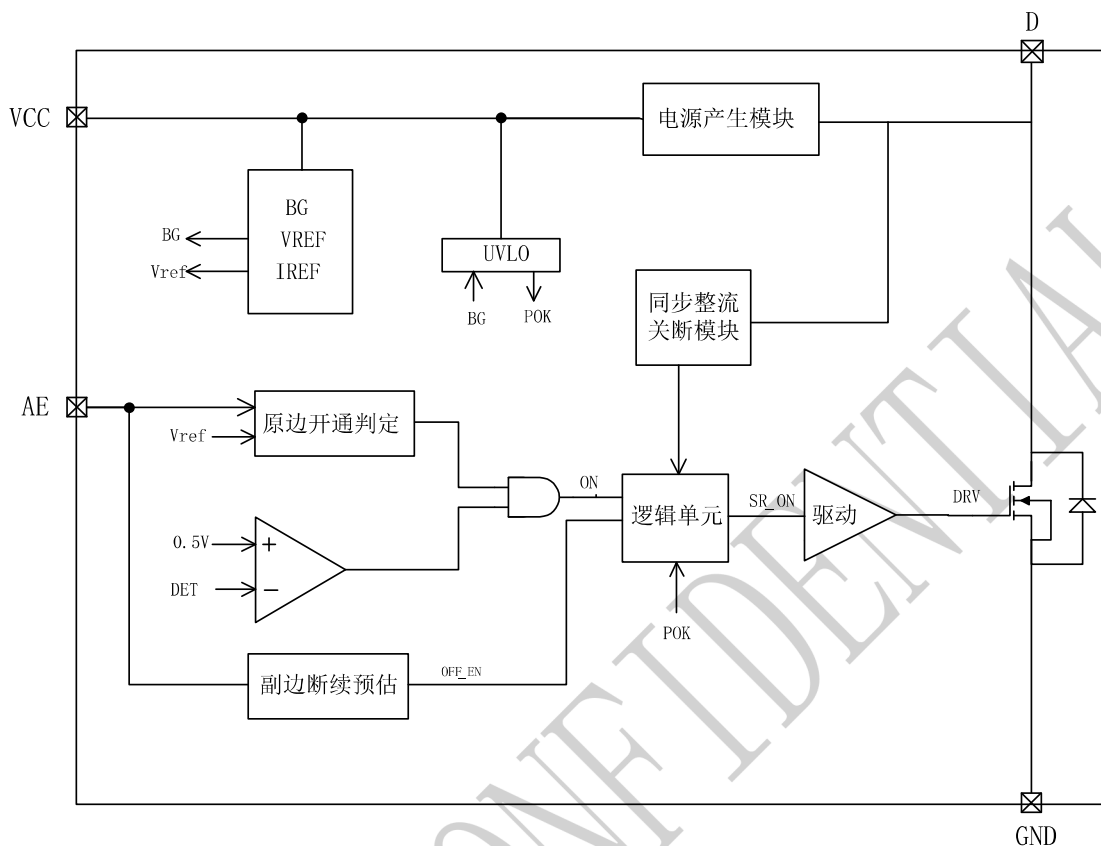 D
VCC
电源产生模块
BG
VREF
IREF
BG
Vref
UVLO
BG
POK
同步整流
关断模块
AE
原边开通判定
Vref
ON
逻辑单元
SR_ON
驱动
DRV
0.5V
+
DET
−
POK
副边断续预估
OFF_EN
GND
ONFIDENTIA